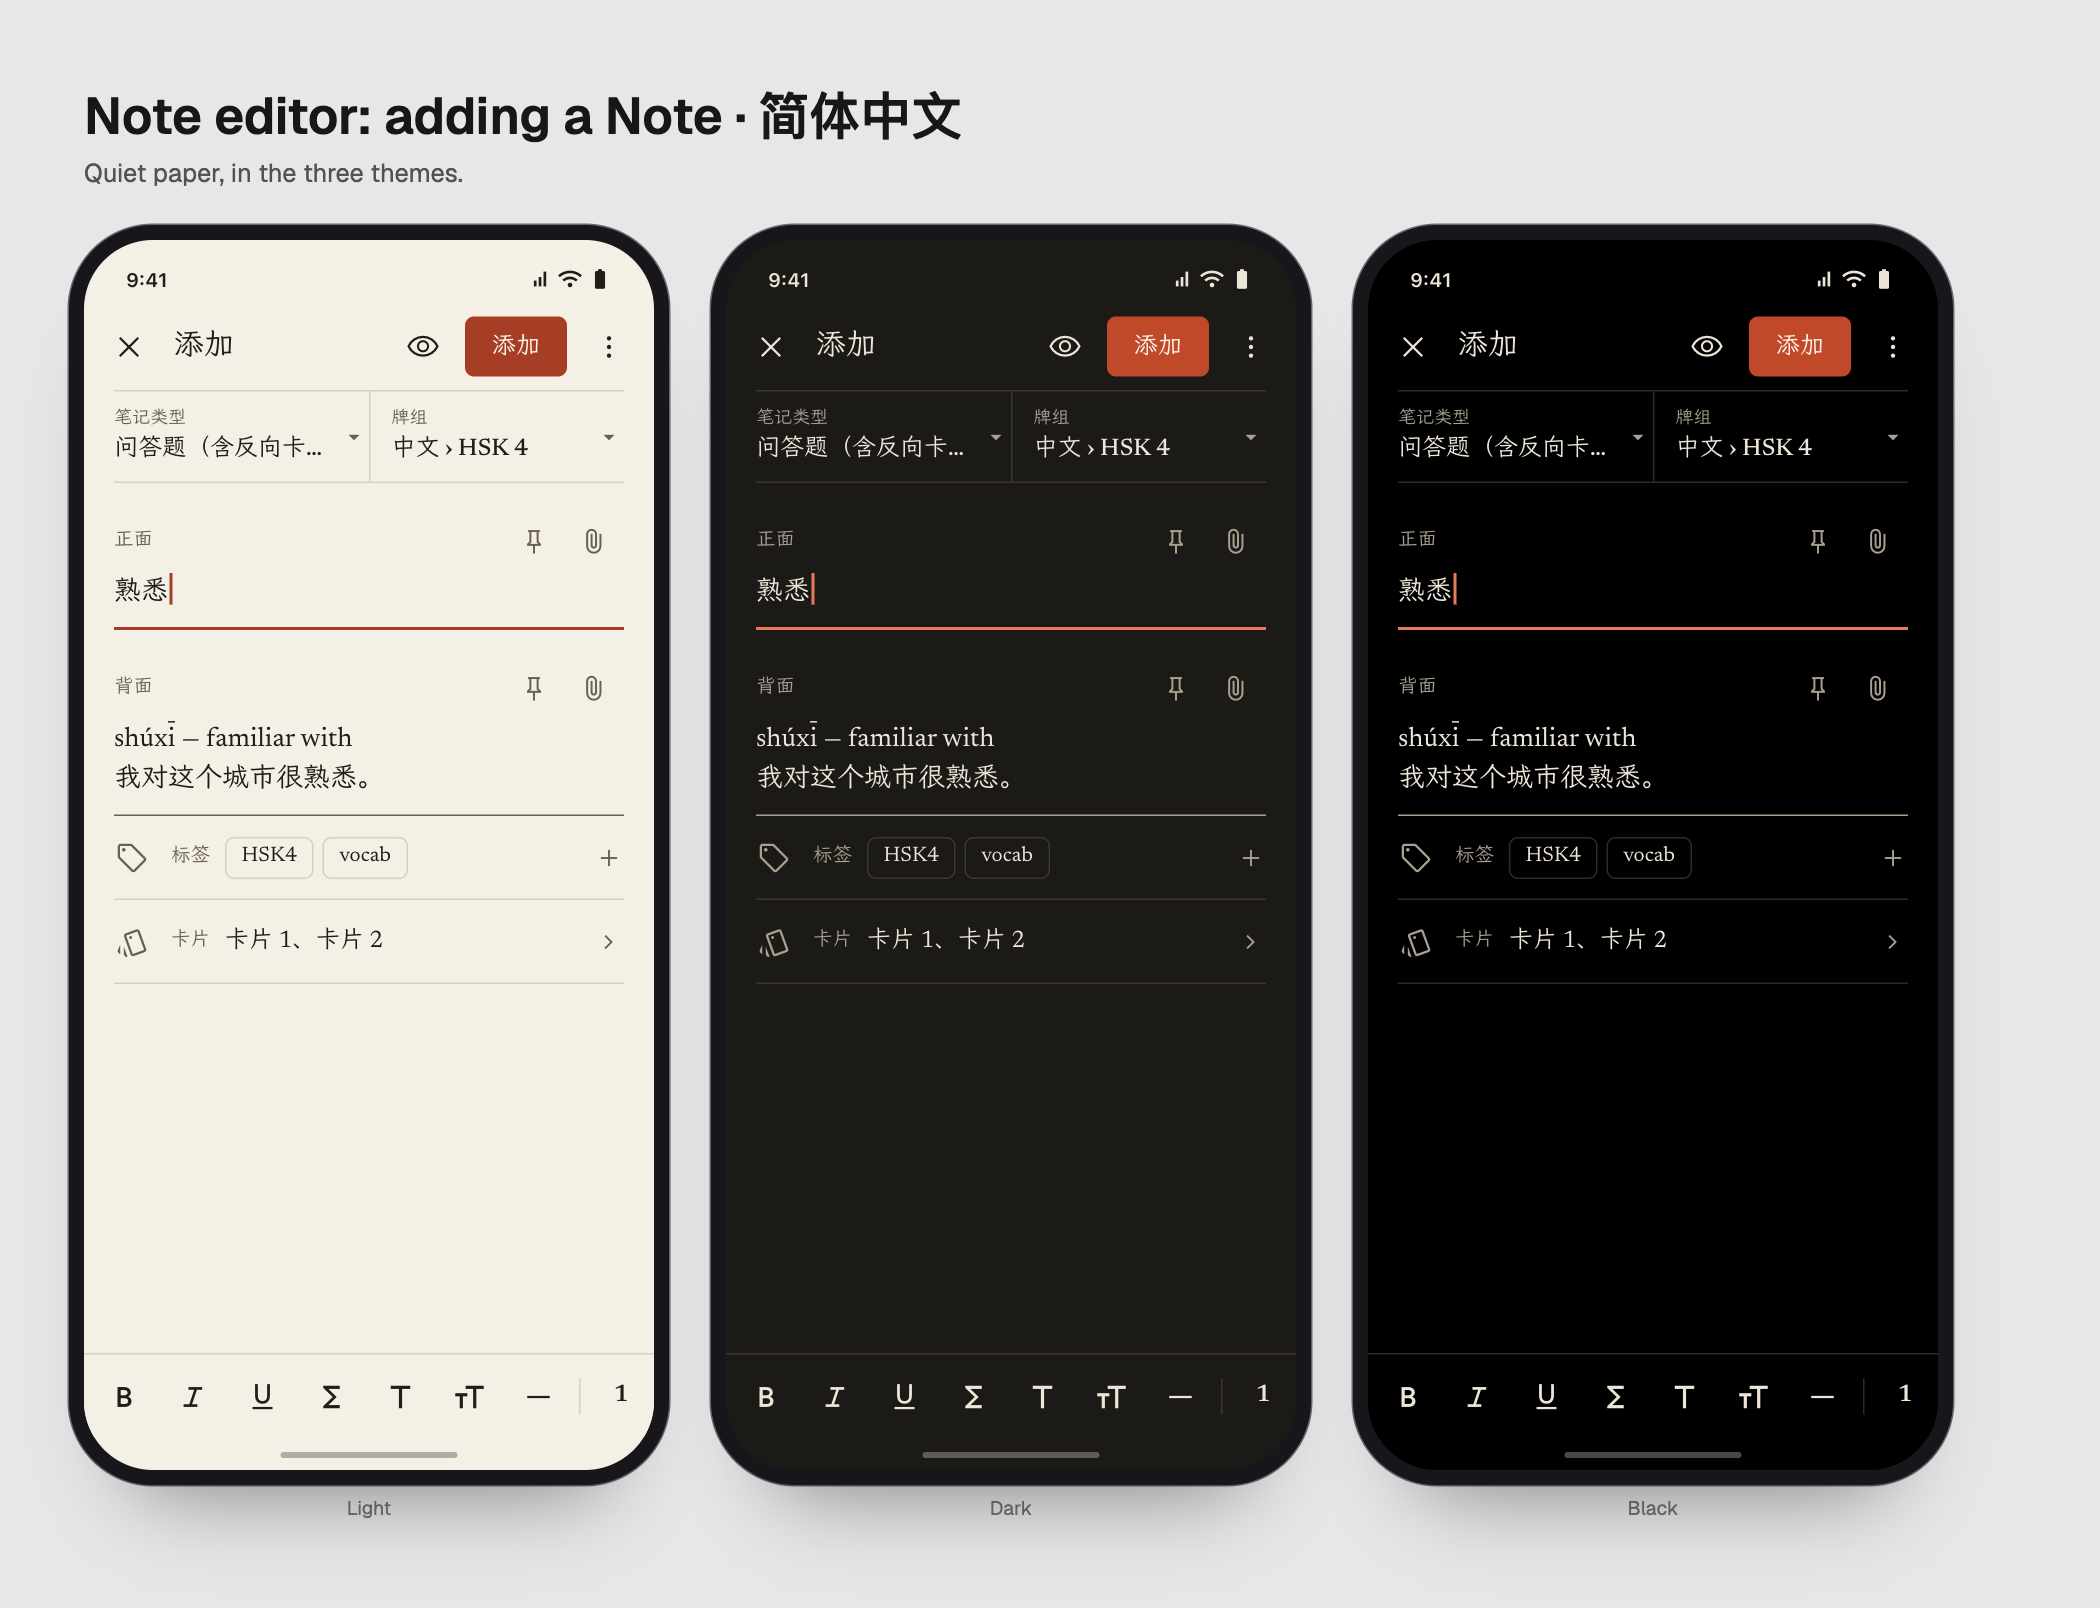 Note editor: adding a Note · 简体中文
Quiet paper, in the three themes.
9:41
添加 添加
笔记类型 牌组
问答题（含反向卡... 中文 › HSK 4
正面
熟悉
背面
shúxī – familiar with
我对这个城市很熟悉。
标签 HSK4 vocab
卡片 卡片 1、卡片 2
B I U Σ T TT — 1
Light
9:41
添加 添加
笔记类型 牌组
问答题（含反向卡... 中文 › HSK 4
正面
熟悉
背面
shúxī – familiar with
我对这个城市很熟悉。
标签 HSK4 vocab
卡片 卡片 1、卡片 2
B I U Σ T TT — 1
Dark
9:41
添加 添加
笔记类型 牌组
问答题（含反向卡... 中文 › HSK 4
正面
熟悉
背面
shúxī – familiar with
我对这个城市很熟悉。
标签 HSK4 vocab
卡片 卡片 1、卡片 2
B I U Σ T TT — 1
Black